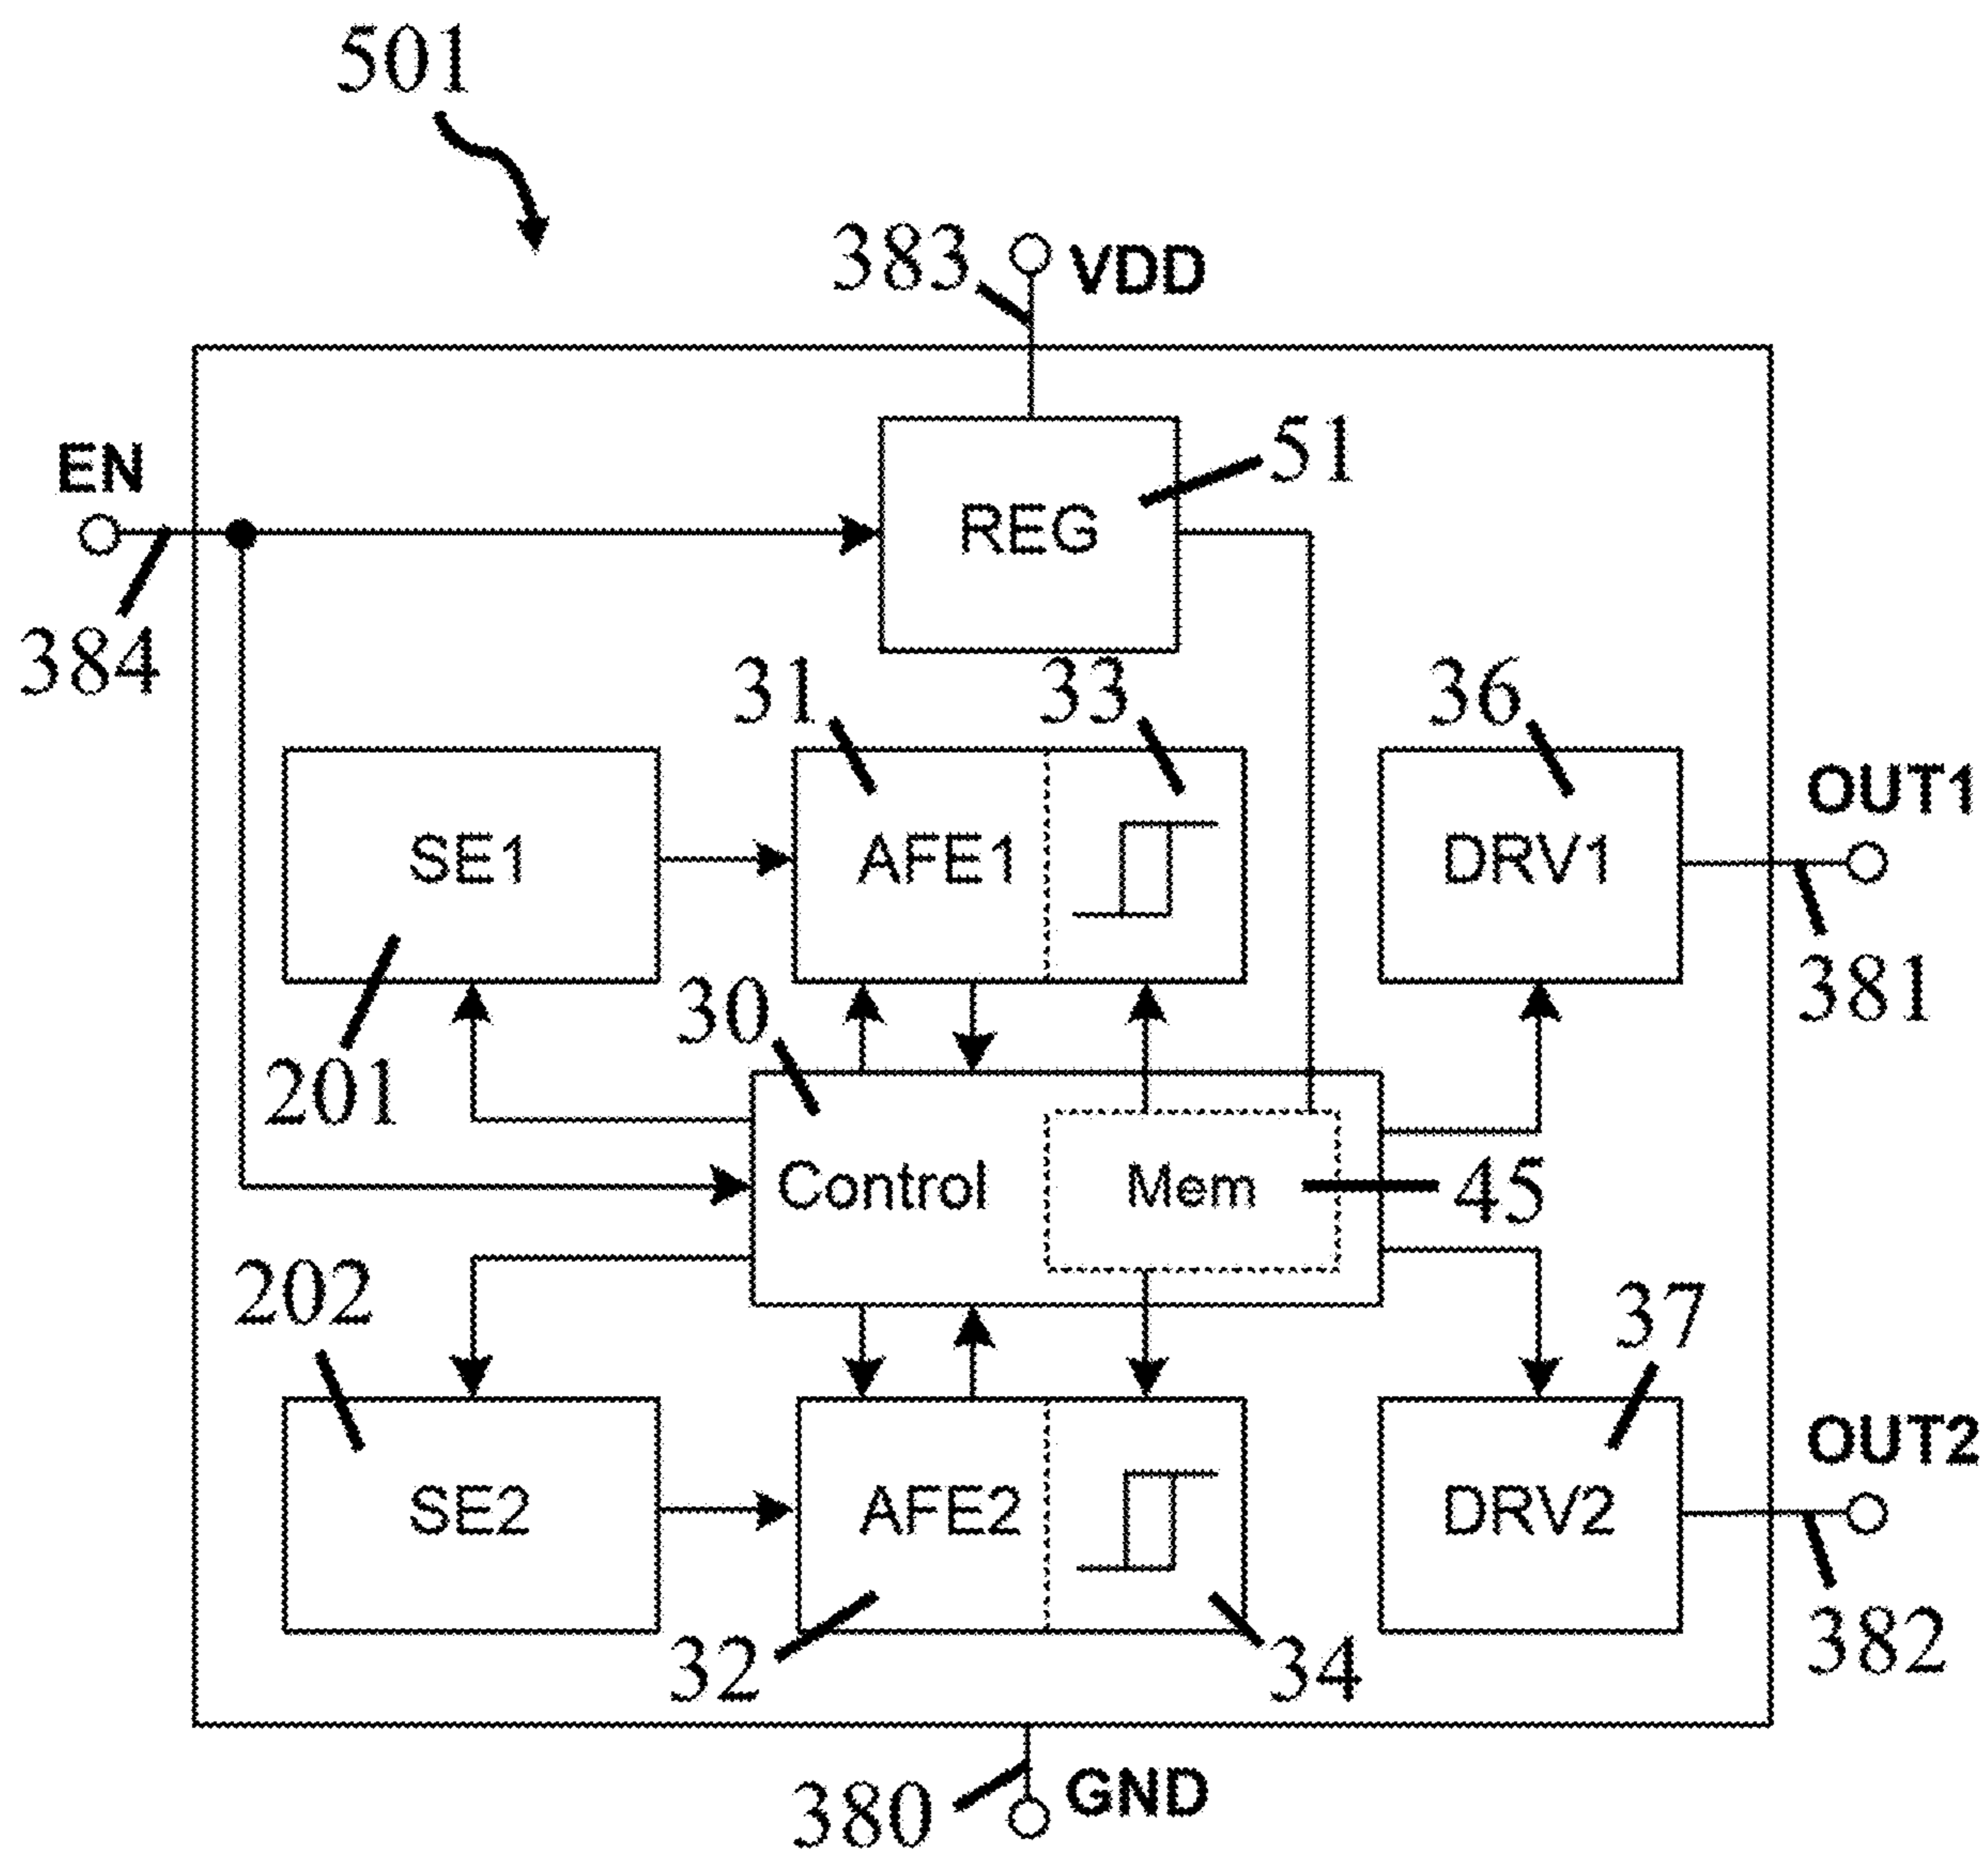 501
383
VDD
EN
51
REG
384
31
33
36
OUT1
SE1
AFE1
DRV1
381
30
201
Control
Mem
45
202
37
OUT2
SE2
AFE2
DRV2
382
32
34
380
GND